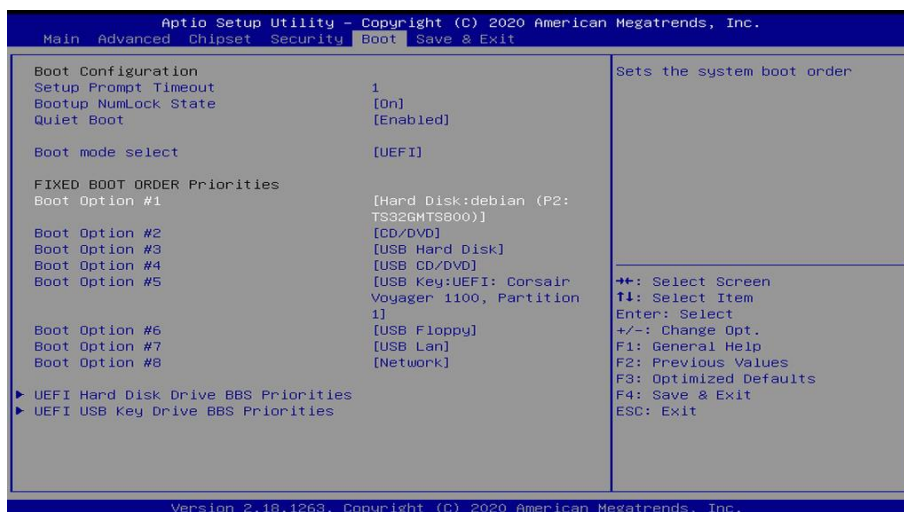 Aptio Setup Utility – Copyright (C) 2020 American Megatrends, Inc.
Main Advanced Chipset Security Boot Save & Exit
Boot Configuration
Setup Prompt Timeout 1
Bootup NumLock State [On]
Quiet Boot [Enabled]
Boot mode select [UEFI]
FIXED BOOT ORDER Priorities
Boot Option #1 [Hard Disk:debian (P2:
TS32GMTS800)]
Boot Option #2 [CD/DVD]
Boot Option #3 [USB Hard Disk]
Boot Option #4 [USB CD/DVD]
Boot Option #5 [USB Key:UEFI: Corsair
Voyager 1100, Partition
1]
Boot Option #6 [USB Floppy]
Boot Option #7 [USB Lan]
Boot Option #8 [Network]
► UEFI Hard Disk Drive BBS Priorities
► UEFI USB Key Drive BBS Priorities
Sets the system boot order
→←: Select Screen
↑↓: Select Item
Enter: Select
+/-: Change Opt.
F1: General Help
F2: Previous Values
F3: Optimized Defaults
F4: Save & Exit
ESC: Exit
Version 2.18.1263. Copyright (C) 2020 American Megatrends, Inc.